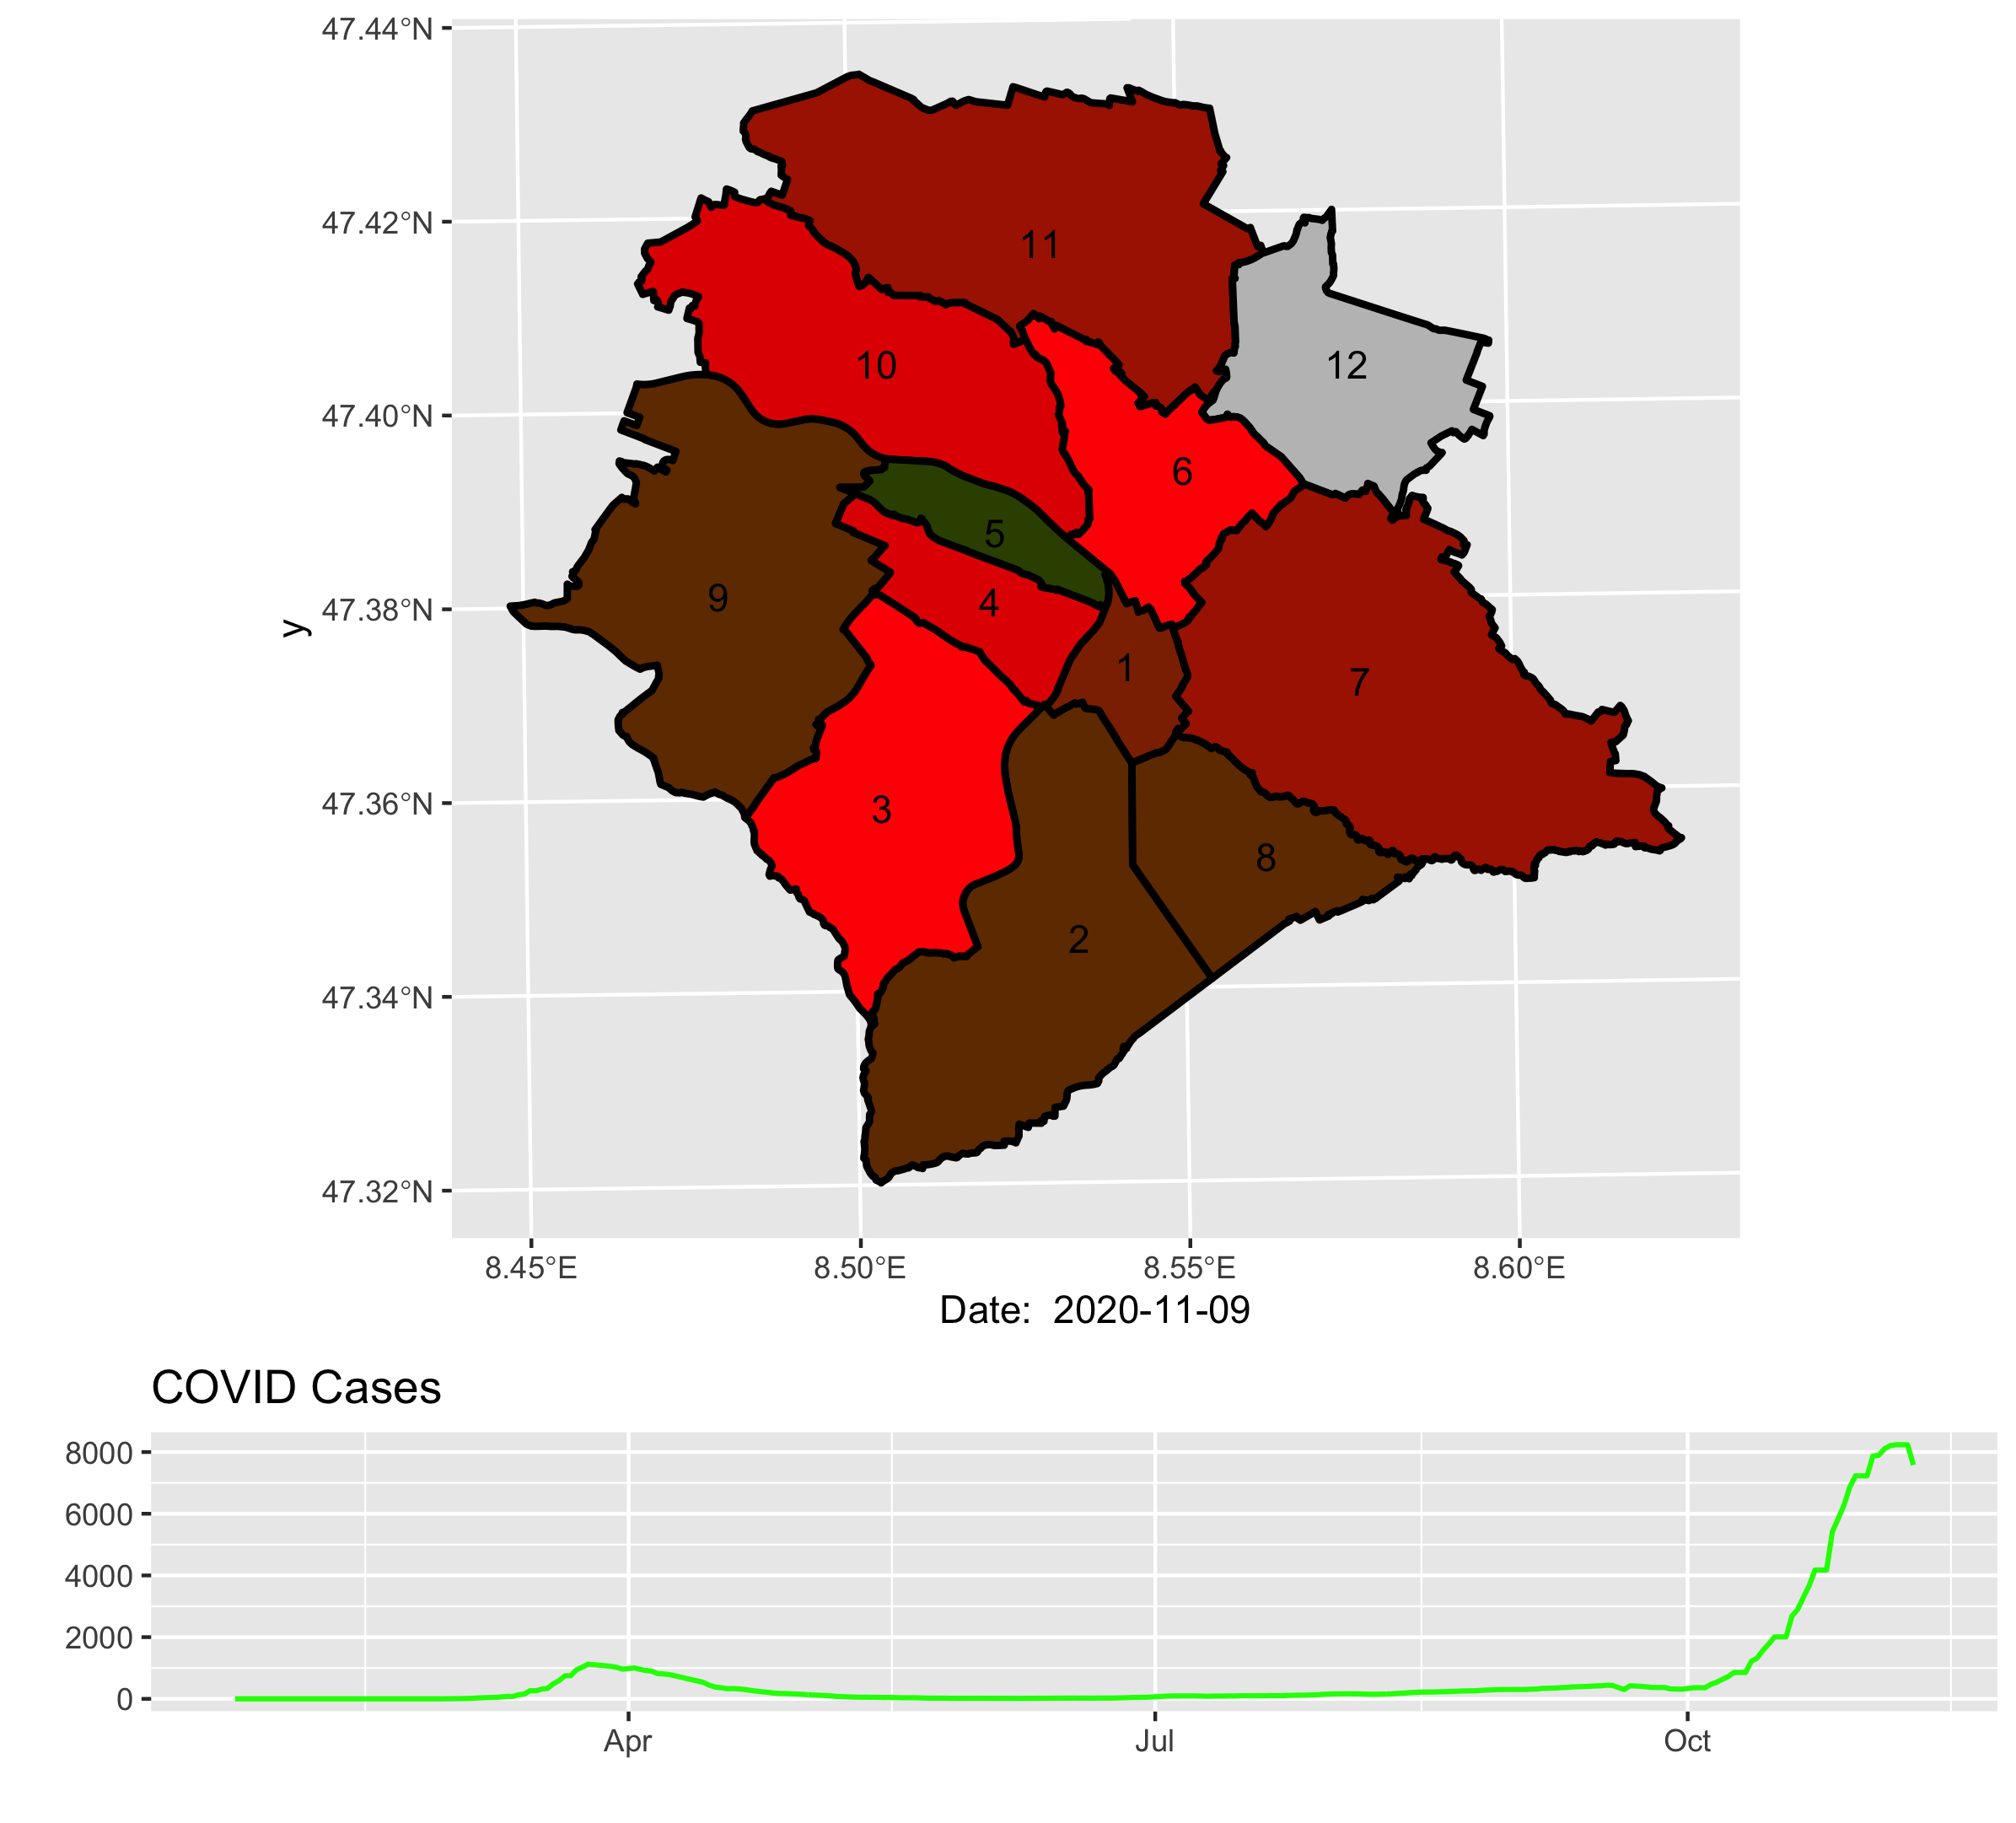 47.44°N
47.42°N
11
10
12
47.40°N
6
5
9
4
47.38°N
y
1
7
47.36°N
3
8
2
47.34°N
47.32°N
8.45°E 8.50°E 8.55°E 8.60°E
Date: 2020-11-09
COVID Cases
8000
6000
4000
2000
0
Apr Jul Oct